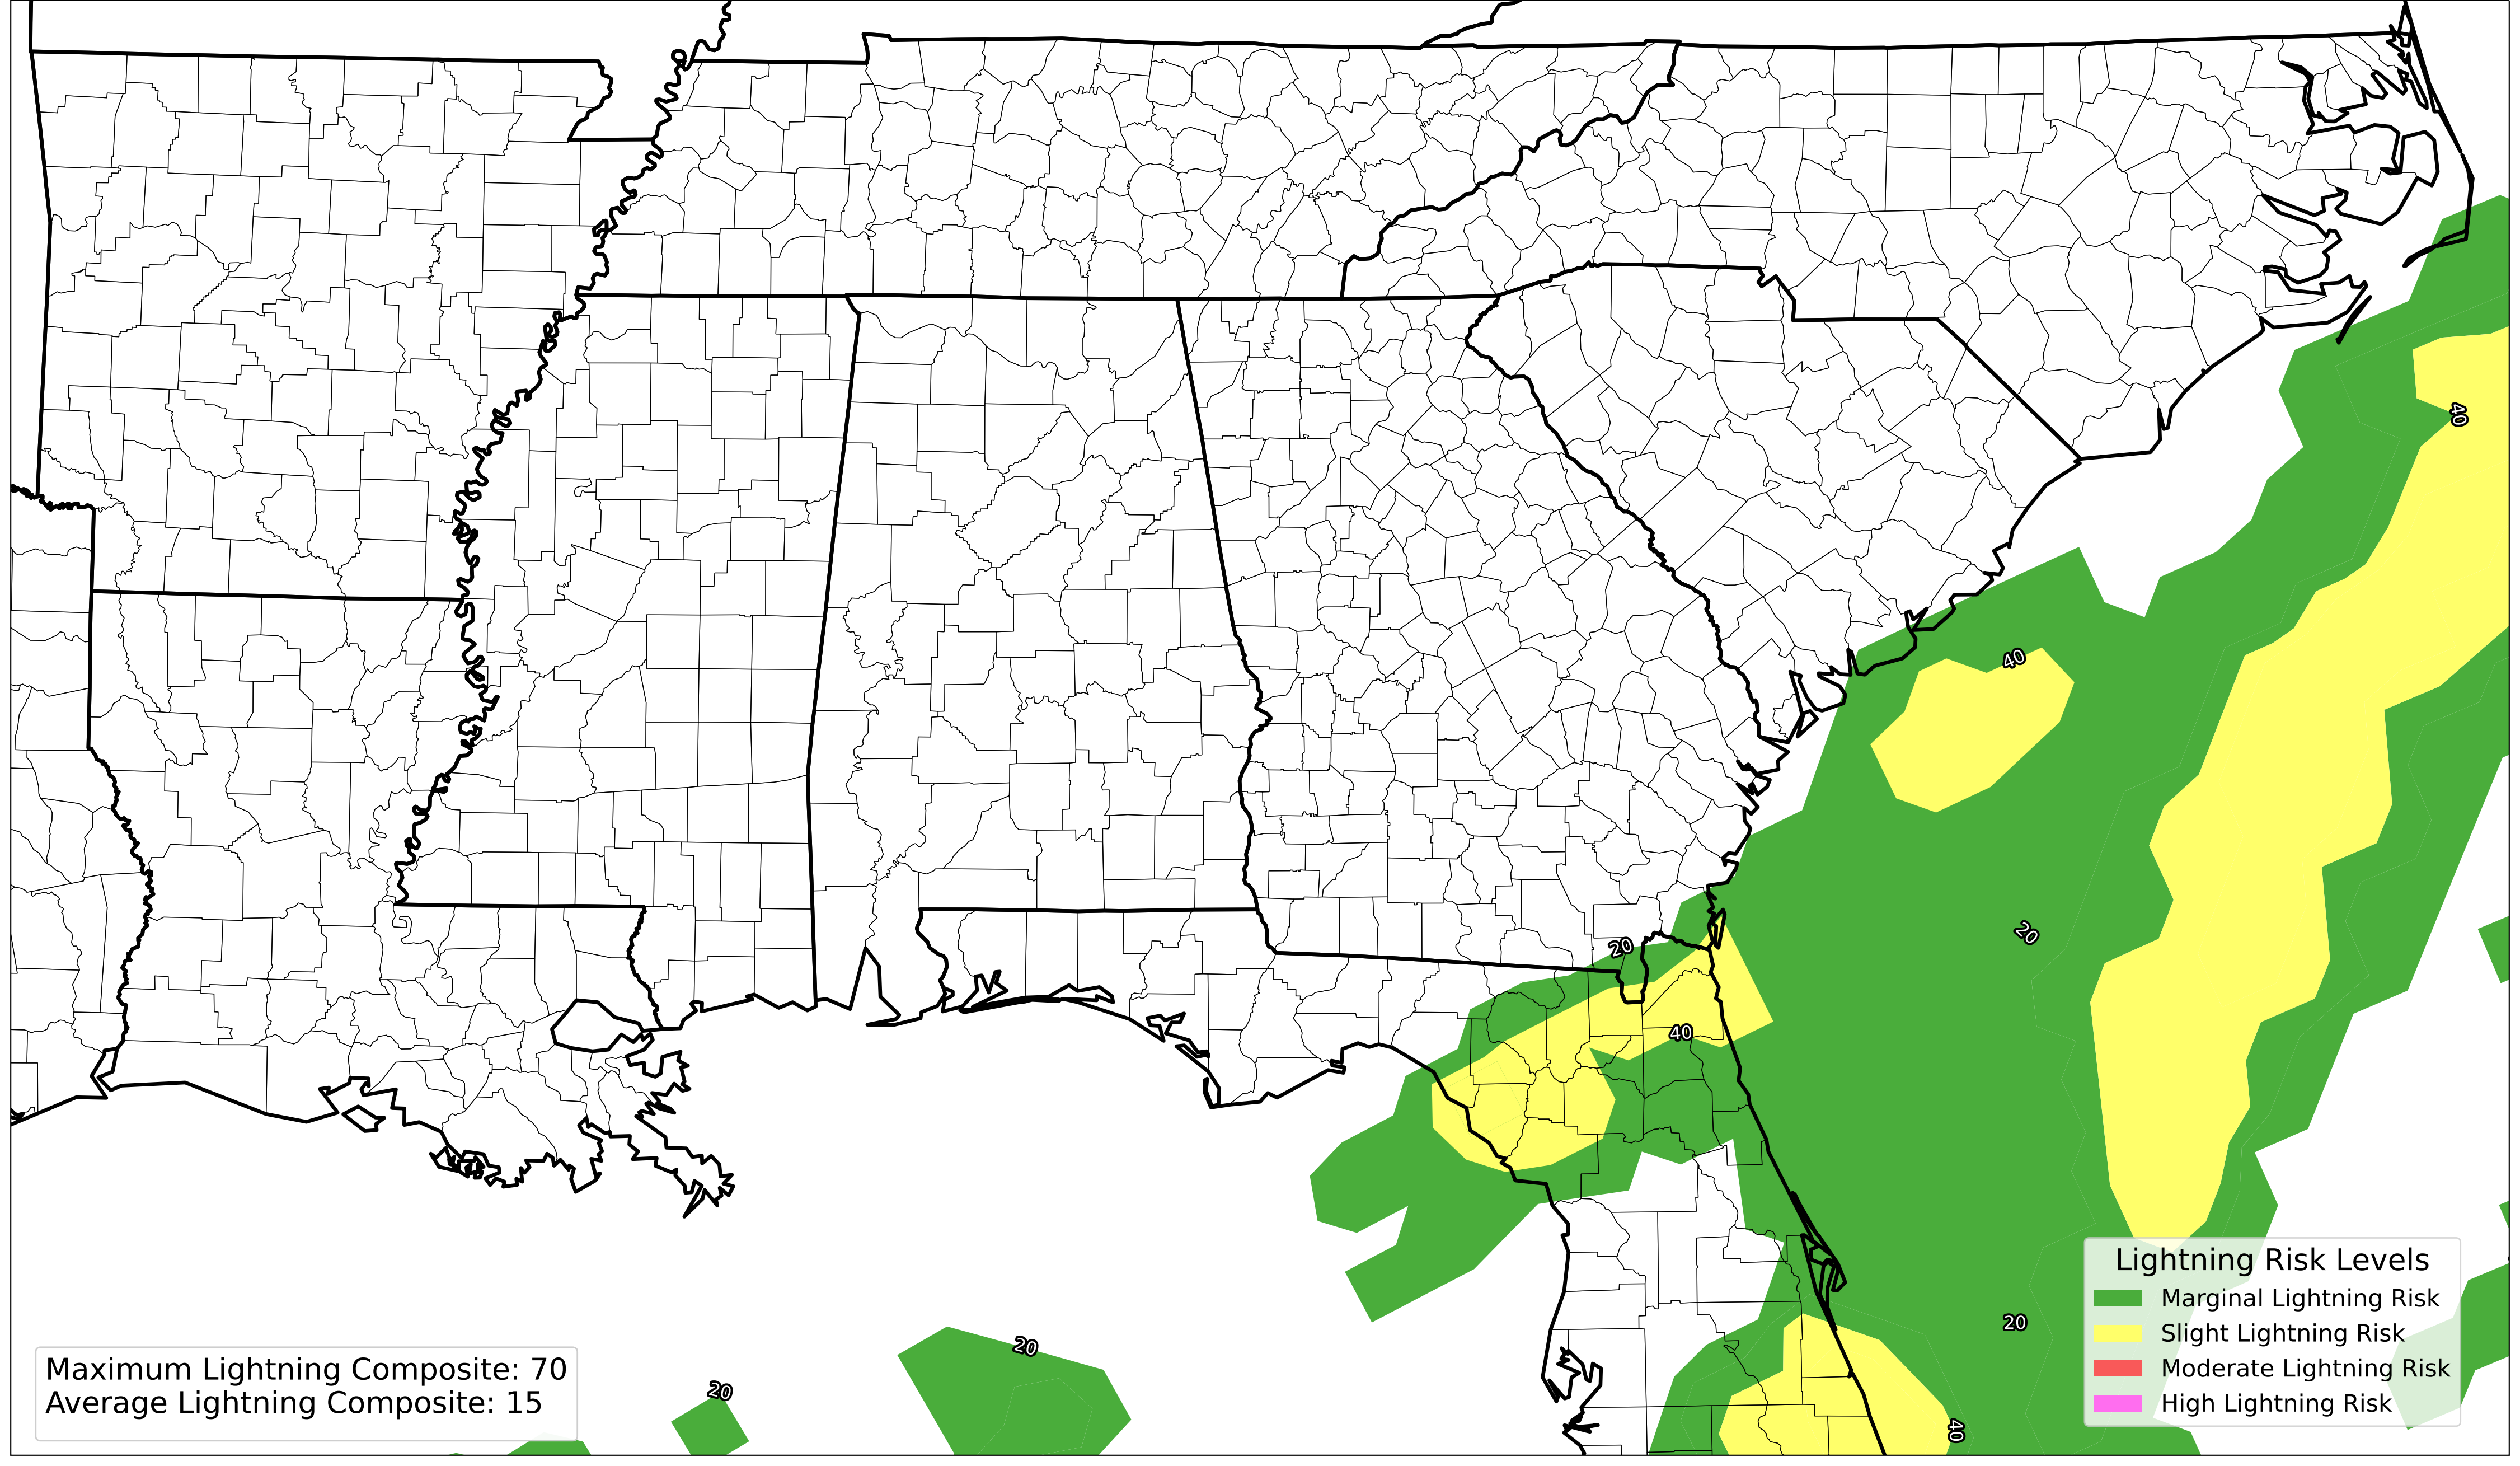 40
40
20
20
40
20
20
20
40
Lightning Risk Levels
Marginal Lightning Risk
Slight Lightning Risk
Moderate Lightning Risk
High Lightning Risk
Maximum Lightning Composite: 70
Average Lightning Composite: 15